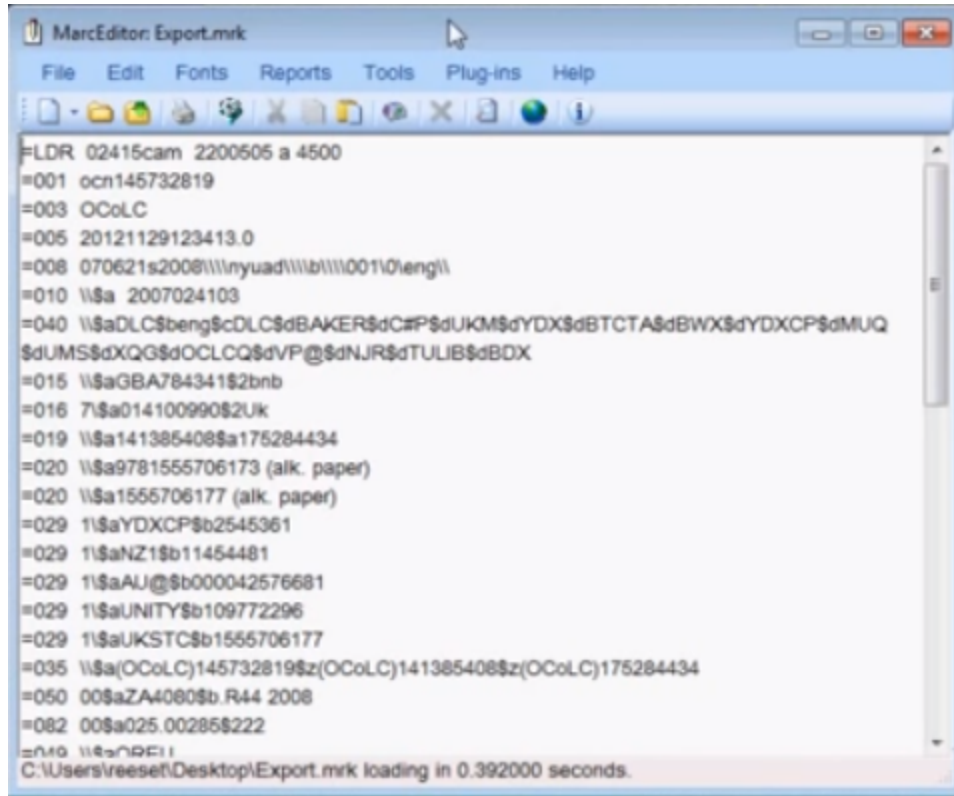 MarcEditor: Export.mrk
File Edit Fonts Reports Tools Plug-ins Help
=LDR 02415cam 2200505 a 4500
=001 ocn145732819
=003 OCoLC
=005 20121129123413.0
=008 070621s2008\\\\nyuad\\\\b\\\\001\0\eng\\
=010 \\$a 2007024103
=040 \\$aDLC$beng$cDLC$dBAKER$dC#P$dUKM$dYDX$dBTCTA$dBWX$dYDXCP$dMUQ
$dUMS$dXQG$dOCLCQ$dVP@$dNJR$dTULIB$dBDX
=015 \\$aGBA784341$2bnb
=016 7\$a014100990$2Uk
=019 \\$a141385408$a175284434
=020 \\$a9781555706173 (alk. paper)
=020 \\$a1555706177 (alk. paper)
=029 1\$aYDXCP$b2545361
=029 1\$aNZ1$b11454481
=029 1\$aAU@$b000042576681
=029 1\$aUNITY$b109772296
=029 1\$aUKSTC$b1555706177
=035 \\$a(OCoLC)145732819$z(OCoLC)141385408$z(OCoLC)175284434
=050 00$aZA4080$b.R44 2008
=082 00$a025.00285$222
=049 \\$aOREU
C:\Users\reeset\Desktop\Export.mrk loading in 0.392000 seconds.